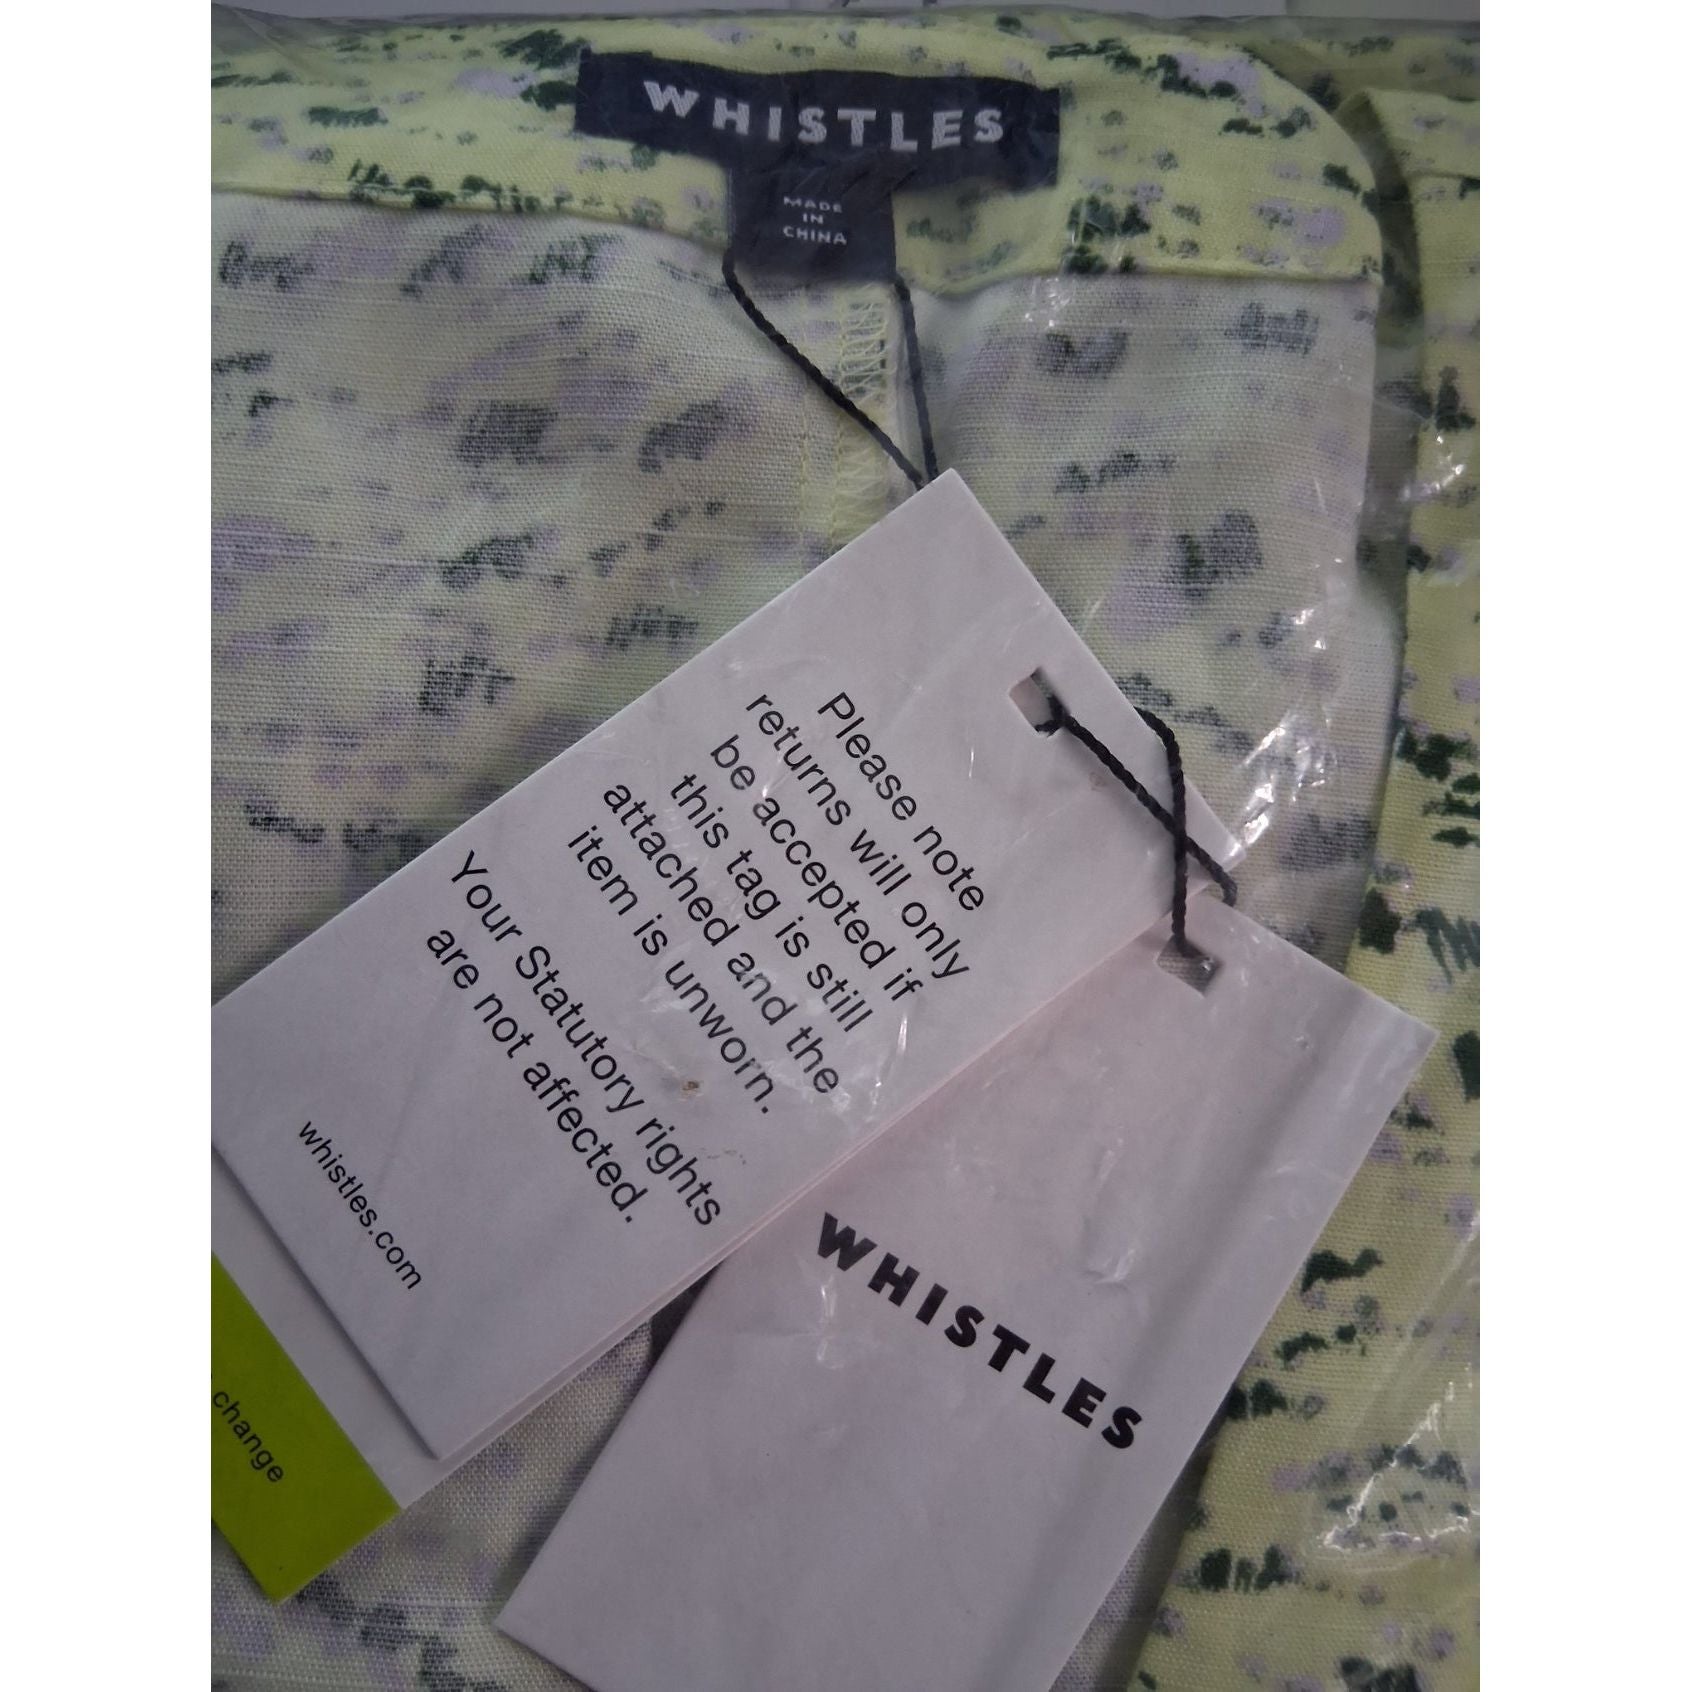 WHISTLES
MADE
IN
CHINA
Please note
returns will only
be accepted if
this tag is still
attached and the
item is unworn.
Your Statutory rights
are not affected.
whistles.com
change
WHISTLES